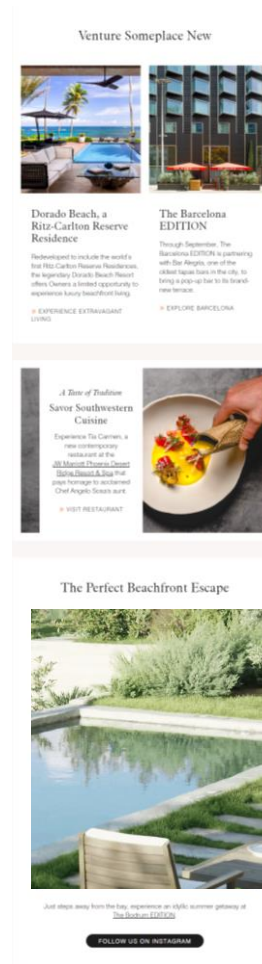 Venture Someplace New
Dorado Beach, a
Ritz-Carlton Reserve
Residence
Redeveloped to include the world's
first Ritz-Carlton Reserve Residences,
the legendary Dorado Beach Resort
offers Owners a limited opportunity to
experience luxury beachfront living.
> EXPERIENCE EXTRAVAGANT
LIVING
The Barcelona
EDITION
Through September, The
Barcelona EDITION is partnering
with Bar Alegria, one of the
oldest tapas bars in the city, to
bring a pop-up bar to its brand-
new terrace.
> EXPLORE BARCELONA
A Taste of Tradition
Savor Southwestern
Cuisine
Experience Tia Carmen, a
new contemporary
restaurant at the
JW Marriott Phoenix Desert
Ridge Resort & Spa that
pays homage to acclaimed
Chef Angelo Sosa's aunt.
> VISIT RESTAURANT
The Perfect Beachfront Escape
Just steps away from the bay, experience an idyllic summer getaway at
The Bodrum EDITION.
FOLLOW US ON INSTAGRAM